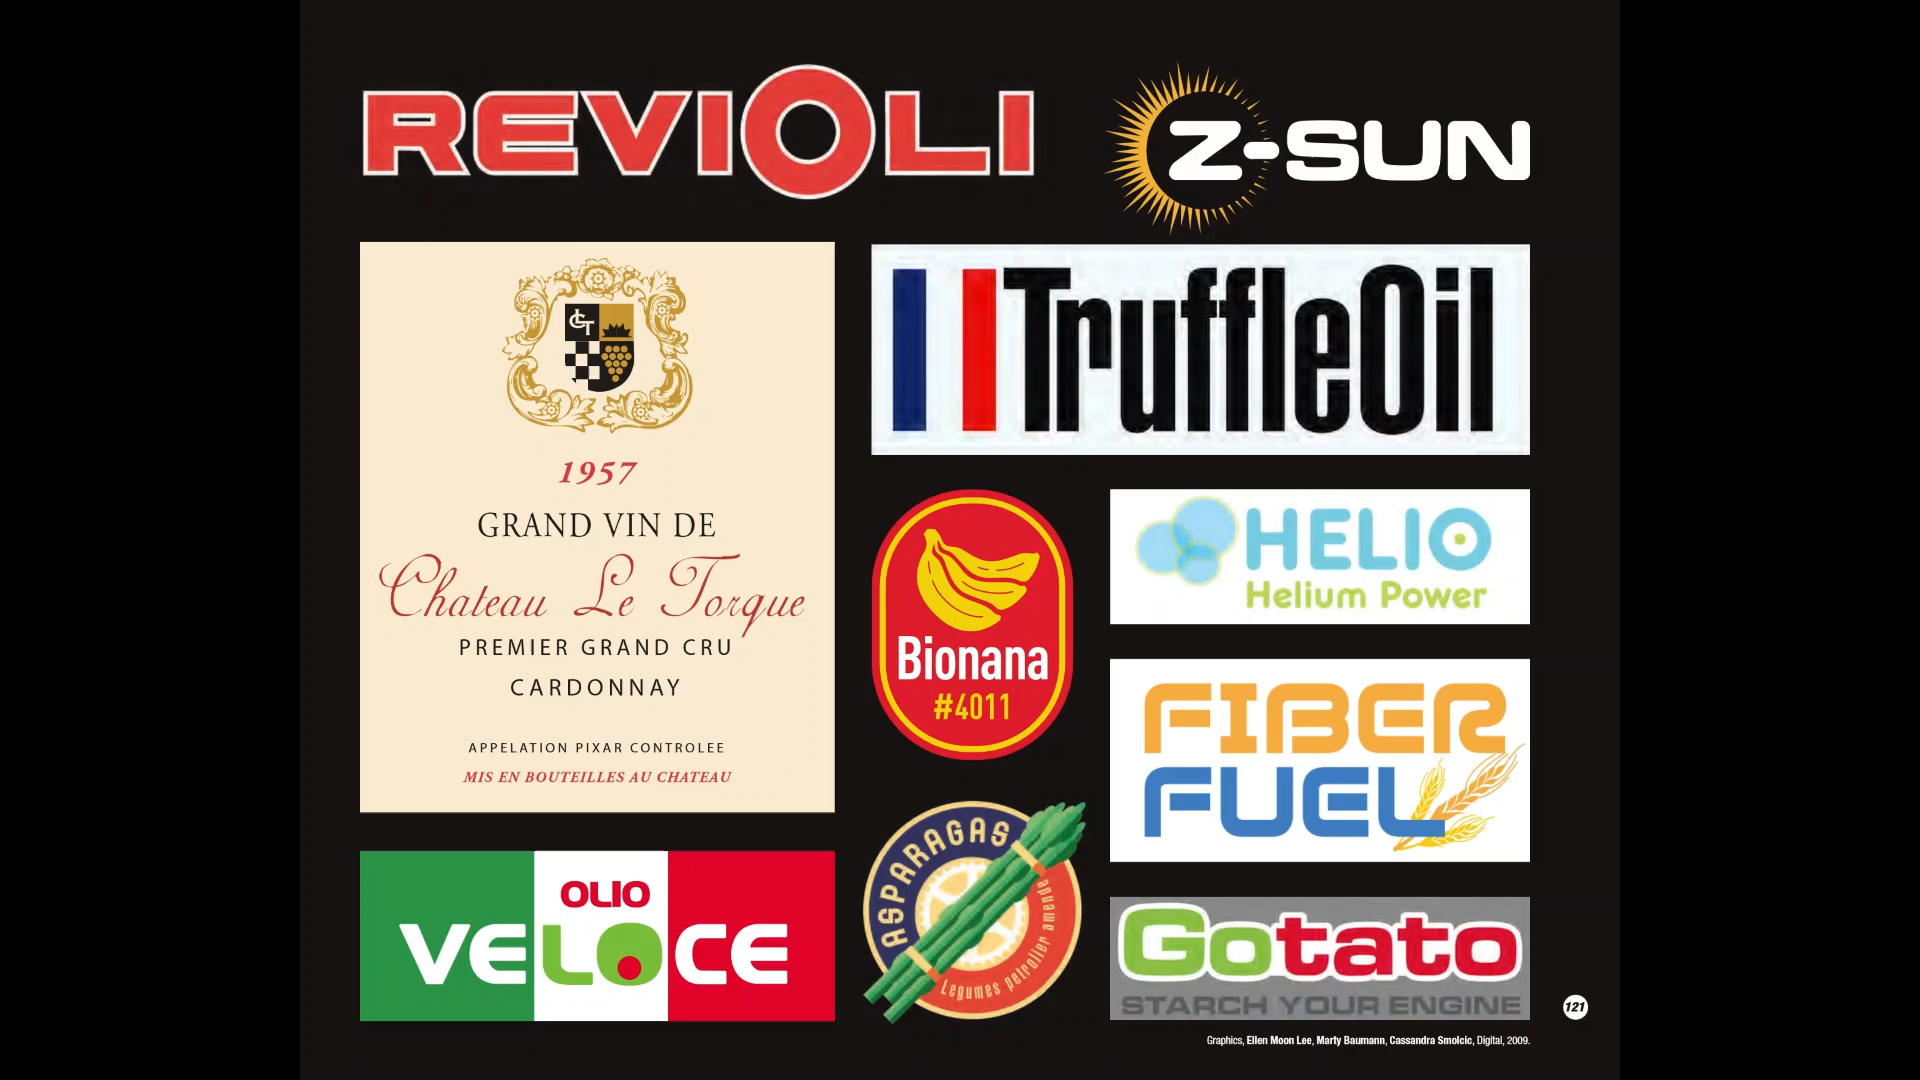 REVIOLI
Z-SUN
CLT
1957
GRAND VIN DE
Chateau Le Torque
PREMIER GRAND CRU
CARDONNAY
APPELATION PIXAR CONTROLEE
MIS EN BOUTEILLES AU CHATEAU
TruffleOil
Bionana
#4011
HELIO
Helium Power
FIBER
FUEL
OLIO
VELOCE
ASPARAGAS
Legumes petrolier amende
Gotato
STARCH YOUR ENGINE
121
Graphics, Ellen Moon Lee, Marty Baumann, Cassandra Smolcic, Digital, 2009.